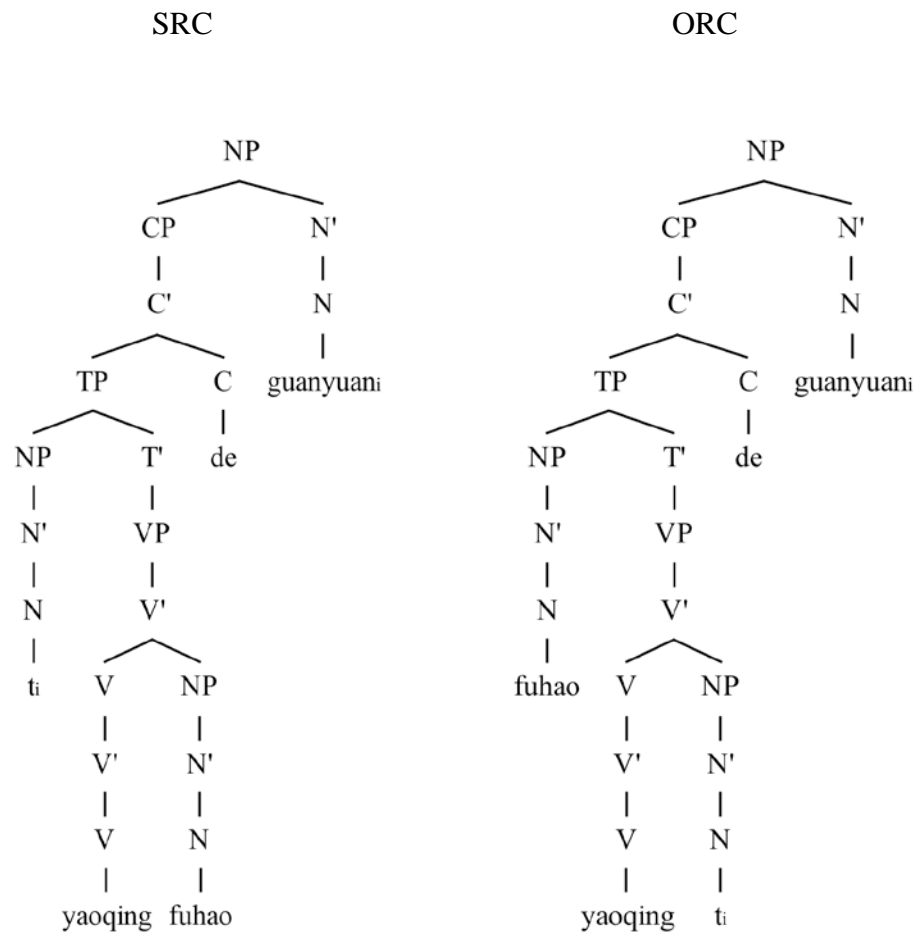 SRC ORC
NP NP
CP N' CP N'
C' N C' N
TP C guanyuani TP C guanyuani
NP T' de NP T' de
N' VP N' VP
N V' N V'
ti V NP fuhao V NP
V' N' V' N'
V N V N
yaoqing fuhao yaoqing ti